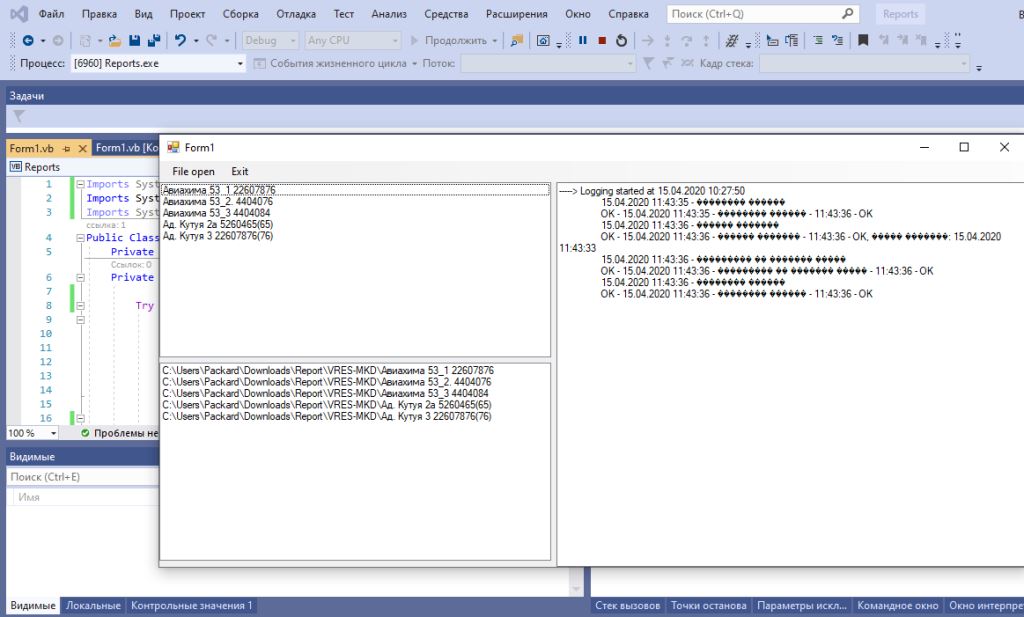 Файл Правка Вид Проект Сборка Отладка Тест Анализ Средства Расширения Окно Справка Поиск (Ctrl+Q) Reports
Debug Any CPU Продолжить
Процесс: [6960] Reports.exe События жизненного цикла Поток: Кадр стека:
Задачи
Form1.vb Form1.vb [Ко
Reports
Form1
File open Exit
1 Imports Syst
2 Imports Syst
3 Imports Syst
ссылка: 1
4 Public Class
5 Private
Ссылок: 0
6 Private
7
8 Try
9
10
11
12
13
14
15
16
100 % Проблемы не
Авиахима 53_1 22607876
Авиахима 53_2. 4404076
Авиахима 53_3 4404084
Ад. Кутуя 2а 5260465(65)
Ад. Кутуя 3 22607876(76)
C:\Users\Packard\Downloads\Report\VRES-MKD\Авиахима 53_1 22607876
C:\Users\Packard\Downloads\Report\VRES-MKD\Авиахима 53_2. 4404076
C:\Users\Packard\Downloads\Report\VRES-MKD\Авиахима 53_3 4404084
C:\Users\Packard\Downloads\Report\VRES-MKD\Ад. Кутуя 2а 5260465(65)
C:\Users\Packard\Downloads\Report\VRES-MKD\Ад. Кутуя 3 22607876(76)
----> Logging started at 15.04.2020 10:27:50
15.04.2020 11:43:35 - �������� ������
OK - 15.04.2020 11:43:35 - �������� ������ - 11:43:36 - OK
15.04.2020 11:43:36 - ������ �������
OK - 15.04.2020 11:43:36 - ������ ������� - 11:43:36 - OK, ����� �������: 15.04.2020
11:43:33
15.04.2020 11:43:36 - ���������� �� ������� �����
OK - 15.04.2020 11:43:36 - ���������� �� ������� ����� - 11:43:36 - OK
15.04.2020 11:43:36 - �������� ������
OK - 15.04.2020 11:43:36 - �������� ������ - 11:43:36 - OK
Видимые
Поиск (Ctrl+E)
Имя
Видимые Локальные Контрольные значения 1
Стек вызовов Точки останова Параметры искл... Командное окно Окно интерпре